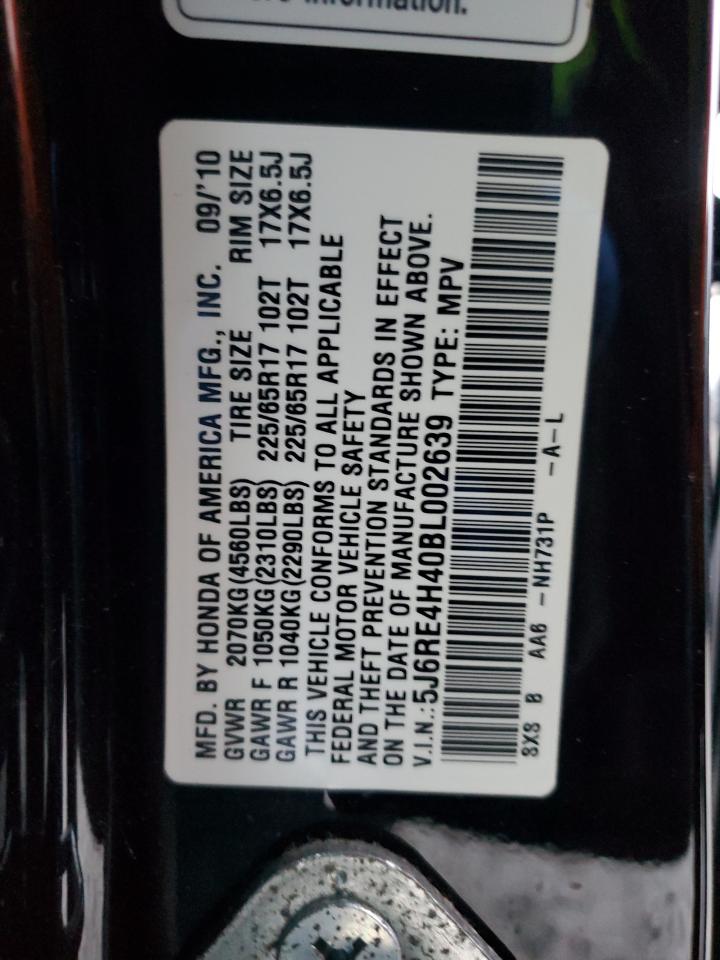 more information.
MFD. BY HONDA OF AMERICA MFG., INC. 09/'10
GVWR 2070KG(4560LBS) TIRE SIZE RIM SIZE
GAWR F 1050KG(2310LBS) 225/65R17 102T 17X6.5J
GAWR R 1040KG(2290LBS) 225/65R17 102T 17X6.5J
THIS VEHICLE CONFORMS TO ALL APPLICABLE
FEDERAL MOTOR VEHICLE SAFETY
AND THEFT PREVENTION STANDARDS IN EFFECT
ON THE DATE OF MANUFACTURE SHOWN ABOVE.
V.I.N.:5J6RE4H40BL002639 TYPE: MPV
8X8 B AA6 -NH731P -A-L